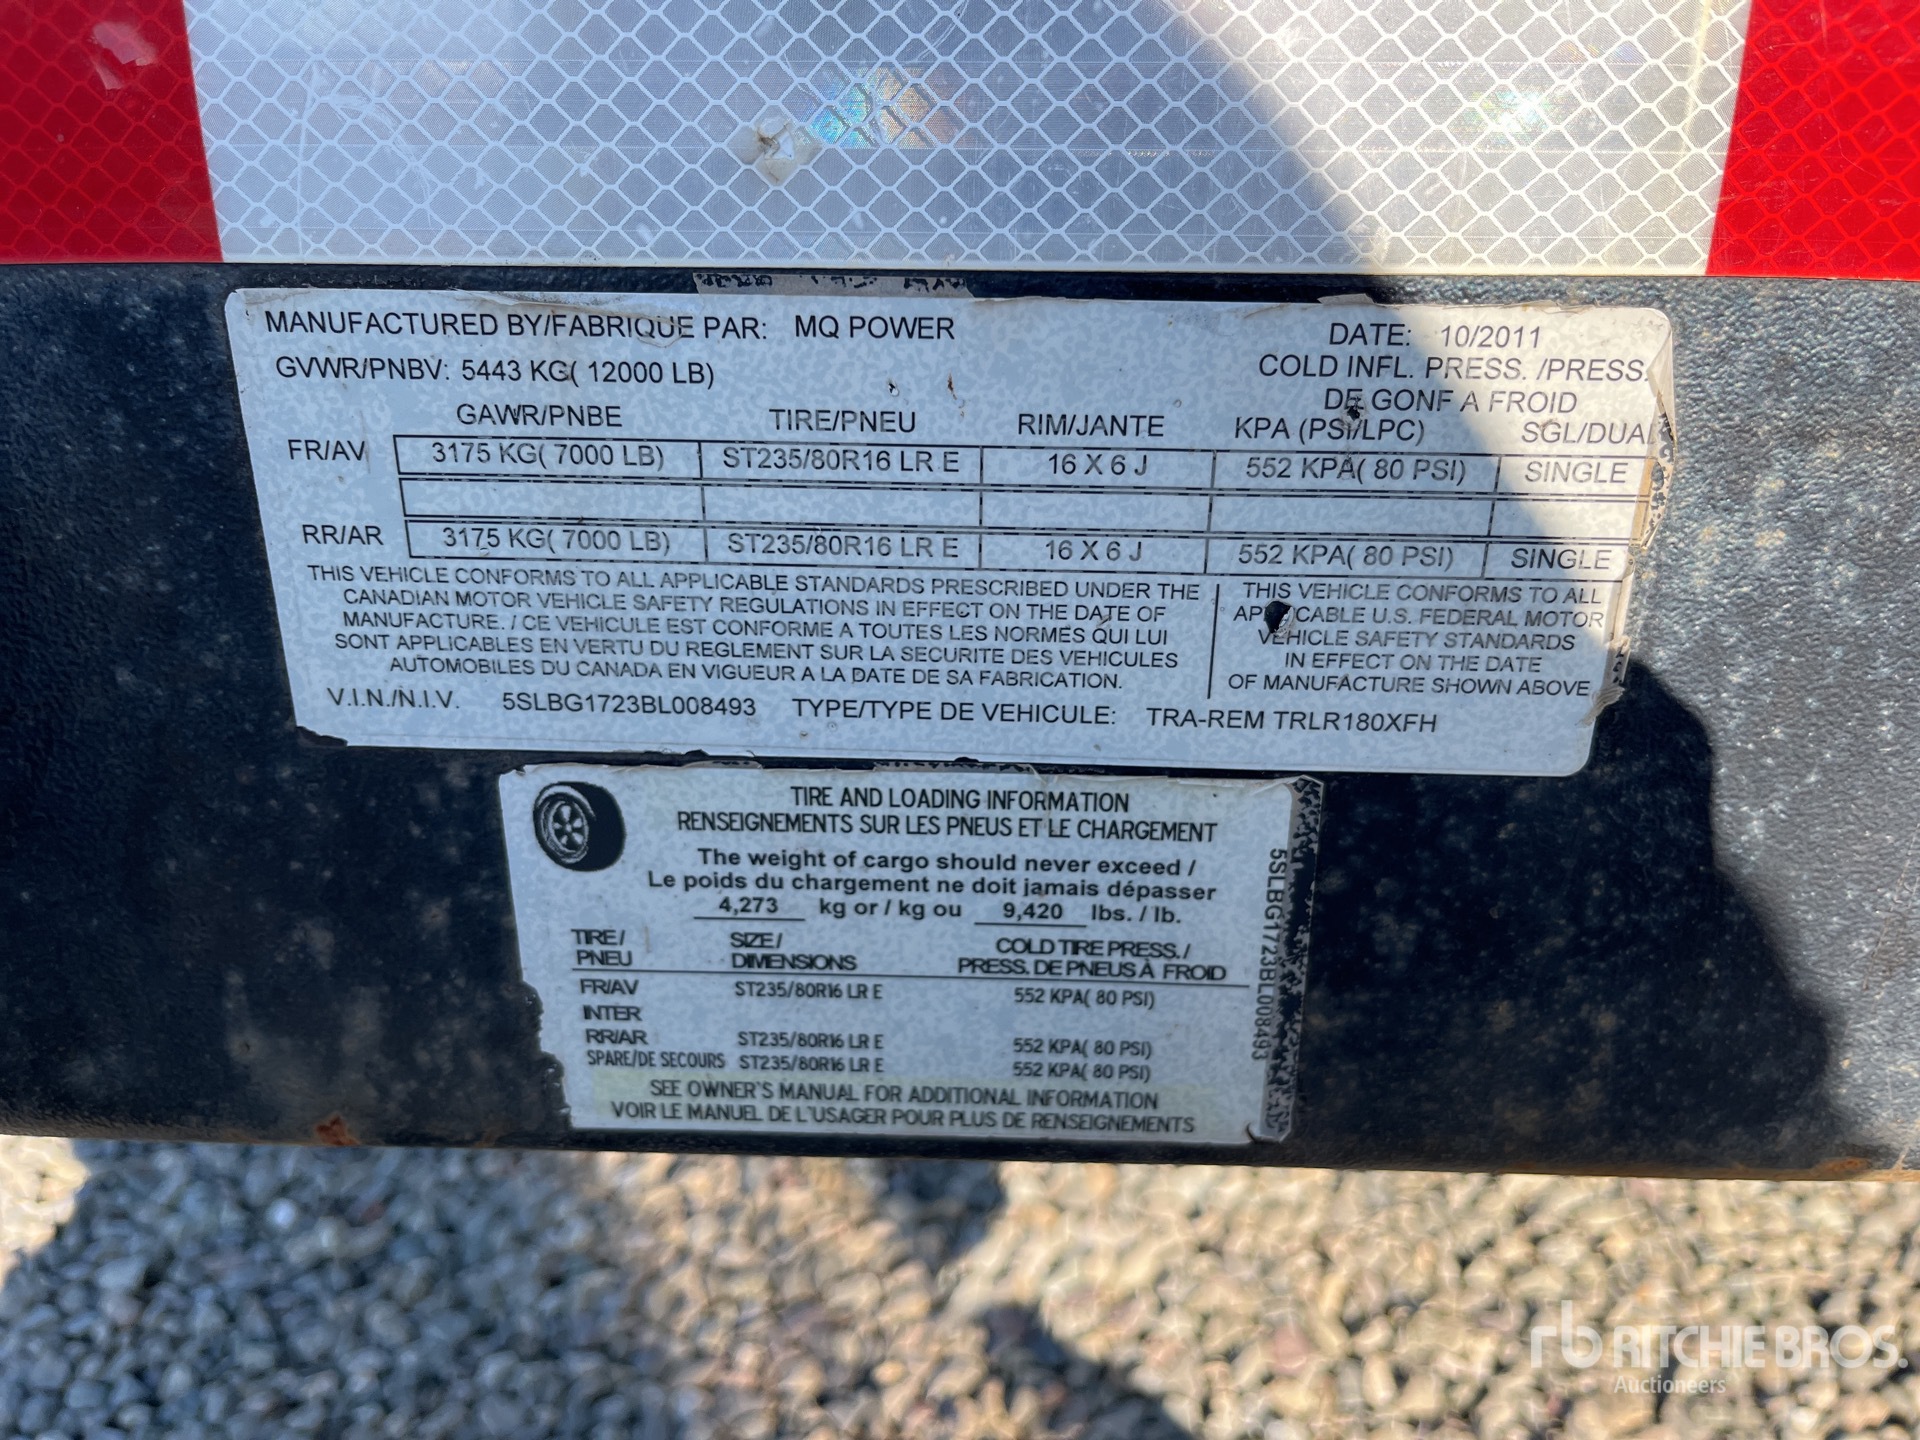 MANUFACTURED BY/FABRIQUE PAR: MQ POWER DATE: 10/2011
GVWR/PNBV: 5443 KG( 12000 LB) COLD INFL. PRESS. /PRESS.
DE GONF A FROID
GAWR/PNBE TIRE/PNEU RIM/JANTE KPA (PSI/LPC) SGL/DUAL
FR/AV 3175 KG( 7000 LB) ST235/80R16 LR E 16 X 6 J 552 KPA( 80 PSI) SINGLE
RR/AR 3175 KG( 7000 LB) ST235/80R16 LR E 16 X 6 J 552 KPA( 80 PSI) SINGLE
THIS VEHICLE CONFORMS TO ALL APPLICABLE STANDARDS PRESCRIBED UNDER THE
CANADIAN MOTOR VEHICLE SAFETY REGULATIONS IN EFFECT ON THE DATE OF
MANUFACTURE. / CE VEHICULE EST CONFORME A TOUTES LES NORMES QUI LUI
SONT APPLICABLES EN VERTU DU REGLEMENT SUR LA SECURITE DES VEHICULES
AUTOMOBILES DU CANADA EN VIGUEUR A LA DATE DE SA FABRICATION.
THIS VEHICLE CONFORMS TO ALL
APPLICABLE U.S. FEDERAL MOTOR
VEHICLE SAFETY STANDARDS
IN EFFECT ON THE DATE
OF MANUFACTURE SHOWN ABOVE
V.I.N./N.I.V. 5SLBG1723BL008493 TYPE/TYPE DE VEHICULE: TRA-REM TRLR180XFH
TIRE AND LOADING INFORMATION
RENSEIGNEMENTS SUR LES PNEUS ET LE CHARGEMENT
The weight of cargo should never exceed /
Le poids du chargement ne doit jamais dépasser
4,273 kg or / kg ou 9,420 lbs. / lb.
TIRE / SIZE / COLD TIRE PRESS. /
PNEU DIMENSIONS PRESS. DE PNEUS À FROID
FR/AV ST235/80R16 LR E 552 KPA( 80 PSI)
INTER
RR/AR ST235/80R16 LR E 552 KPA( 80 PSI)
SPARE/DE SECOURS ST235/80R16 LR E 552 KPA( 80 PSI)
SEE OWNER'S MANUAL FOR ADDITIONAL INFORMATION
VOIR LE MANUEL DE L'USAGER POUR PLUS DE RENSEIGNEMENTS
5SLBG1723BL008493
rb RITCHIE BROS.
Auctioneers